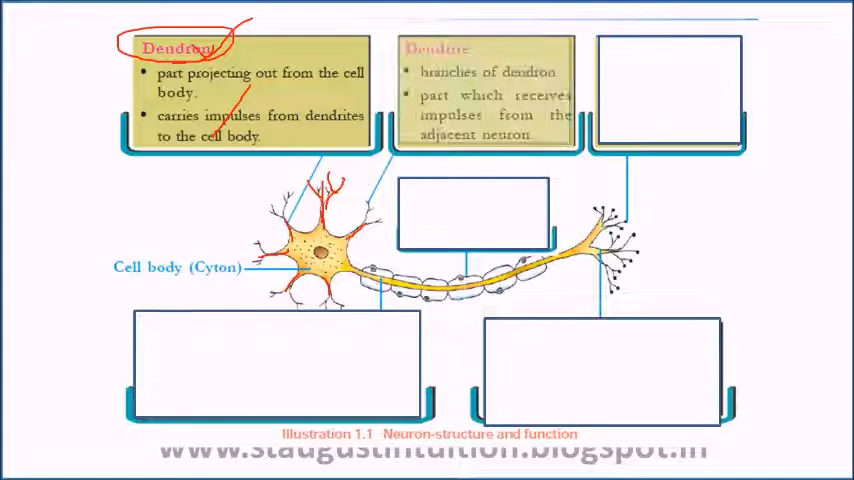 Dendron
• part projecting out from the cell
body.
• carries impulses from dendrites
to the cell body.
Dendrite
• branches of dendron
• part which receives
impulses from the
adjacent neuron.
Cell body (Cyton)
Illustration 1.1 Neuron-structure and function
www.staugustintuition.blogspot.in